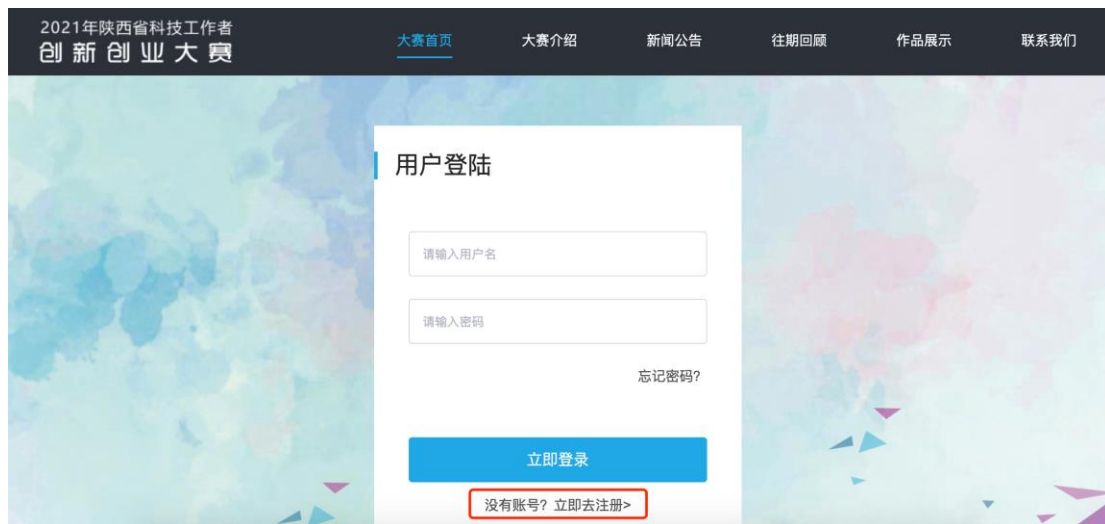 2021年陕西省科技工作者
创新创业大赛
大赛首页 大赛介绍 新闻公告 往期回顾 作品展示 联系我们
用户登陆
请输入用户名
请输入密码
忘记密码?
立即登录
没有账号? 立即去注册>